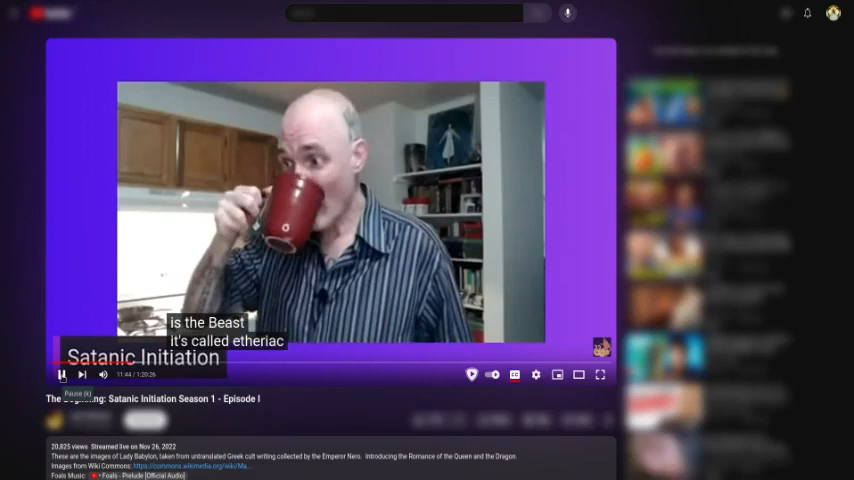 is the Beast
it's called etheriac
Satanic Initiation
11:44 / 1:20:26
Pause (k)
The Beginning: Satanic Initiation Season 1 - Episode I
20,825 views Streamed live on Nov 26, 2022
These are the images of Lady Babylon, taken from untranslated Greek cult writing collected by the Emperor Nero. Introducing the Romance of the Queen and the Dragon.
Images from Wiki Commons: https://commons.wikimedia.org/wiki/Ma...
Foals Music: • Foals - Prelude [Official Audio]